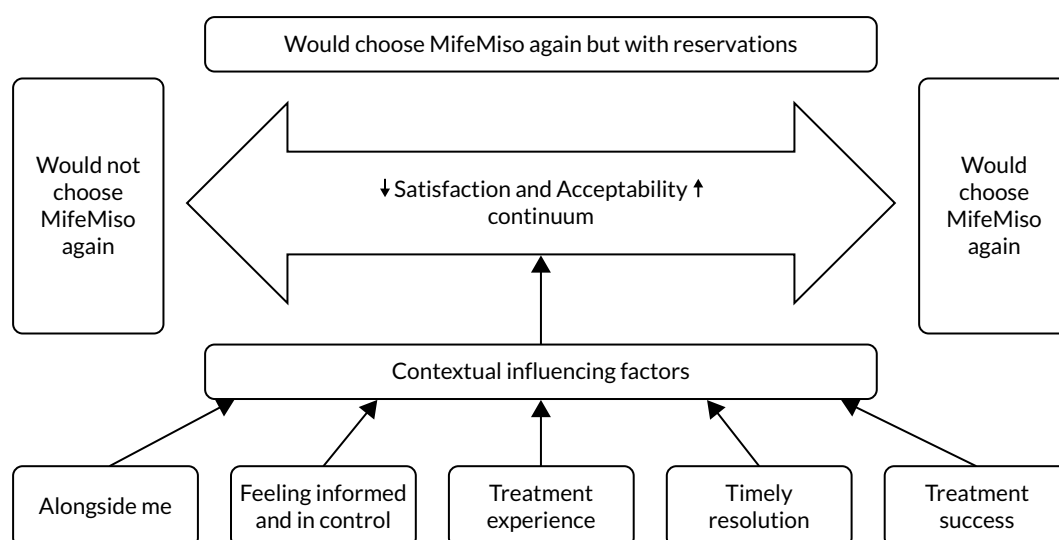 Would choose MifeMiso again but with reservations
Would not
choose
MifeMiso
again
↓ Satisfaction and Acceptability ↑
continuum
Would
choose
MifeMiso
again
Contextual influencing factors
Alongside me
Feeling informed
and in control
Treatment
experience
Timely
resolution
Treatment
success